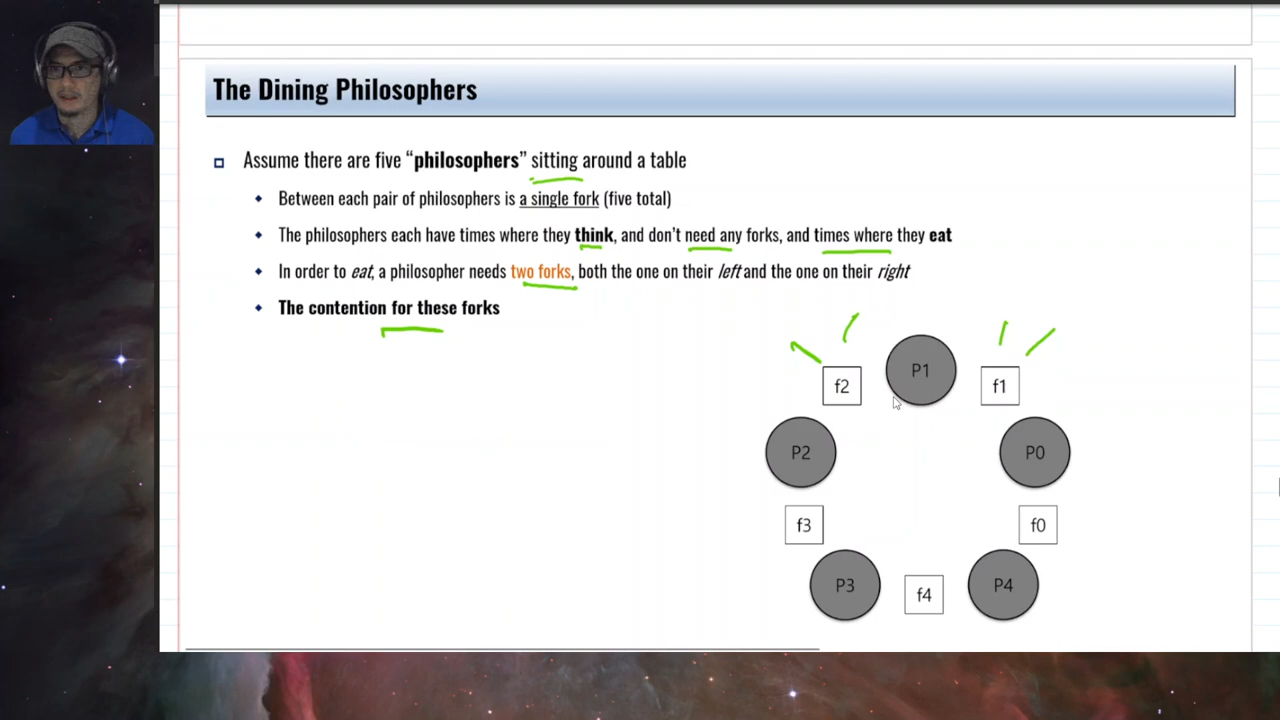 The Dining Philosophers
Assume there are five “philosophers” sitting around a table
Between each pair of philosophers is a single fork (five total)
The philosophers each have times where they think, and don’t need any forks, and times where they eat
In order to eat, a philosopher needs two forks, both the one on their left and the one on their right
The contention for these forks
P1
f2
f1
P2
P0
f3
f0
P3
f4
P4